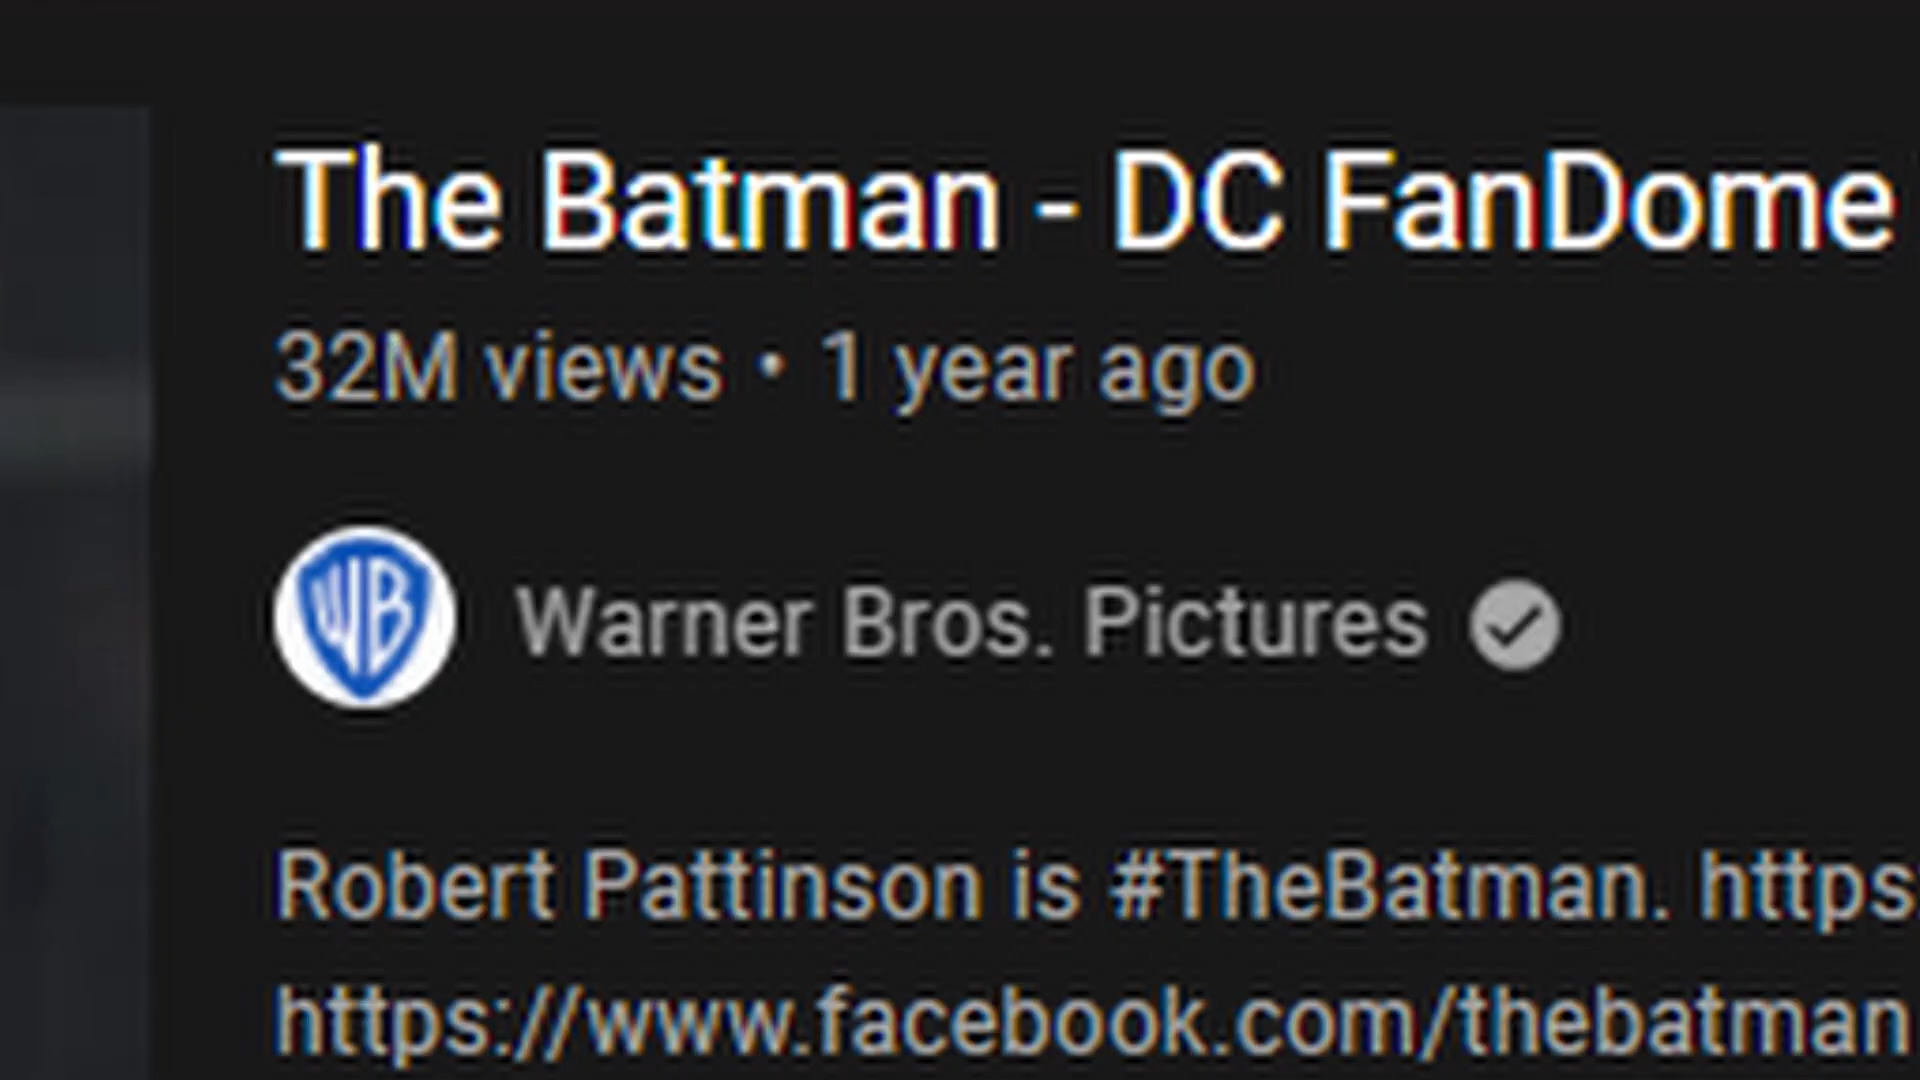 The Batman - DC FanDome
32M views • 1 year ago
WB
Warner Bros. Pictures
Robert Pattinson is #TheBatman. https:
https://www.facebook.com/thebatman